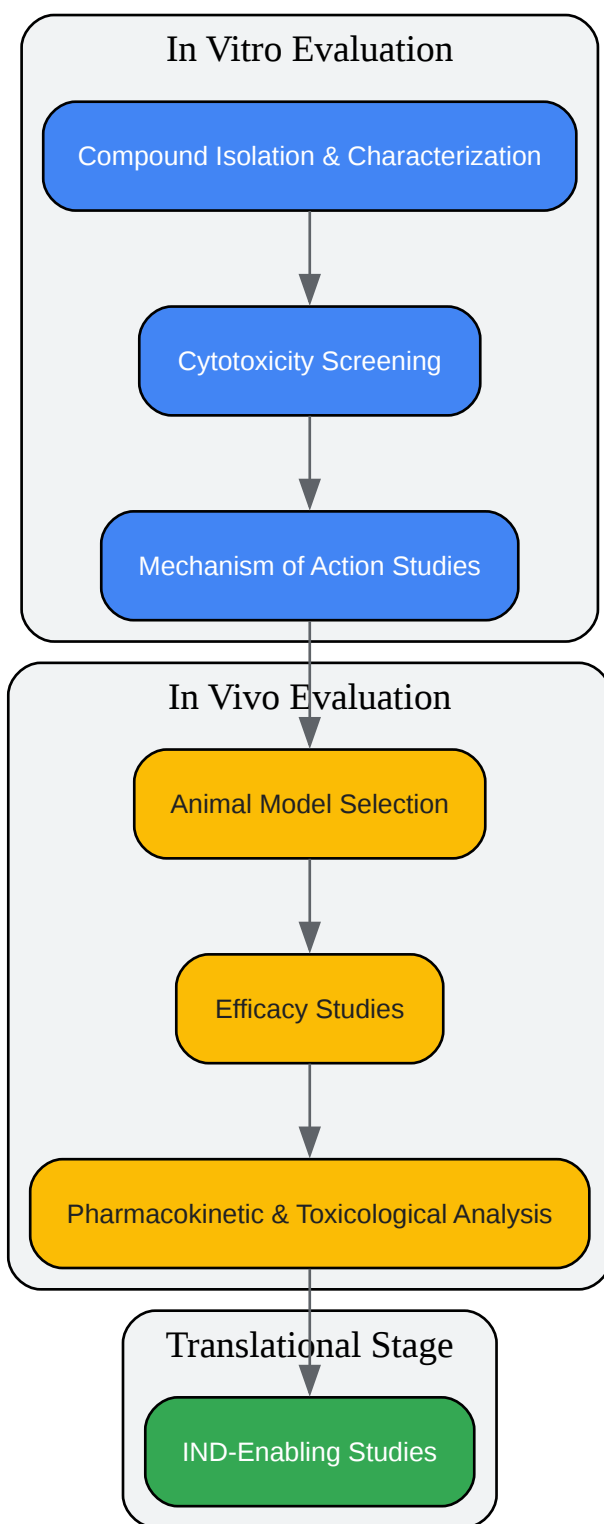 In Vitro Evaluation
Compound Isolation & Characterization
Cytotoxicity Screening
Mechanism of Action Studies
In Vivo Evaluation
Animal Model Selection
Efficacy Studies
Pharmacokinetic & Toxicological Analysis
Translational Stage
IND-Enabling Studies